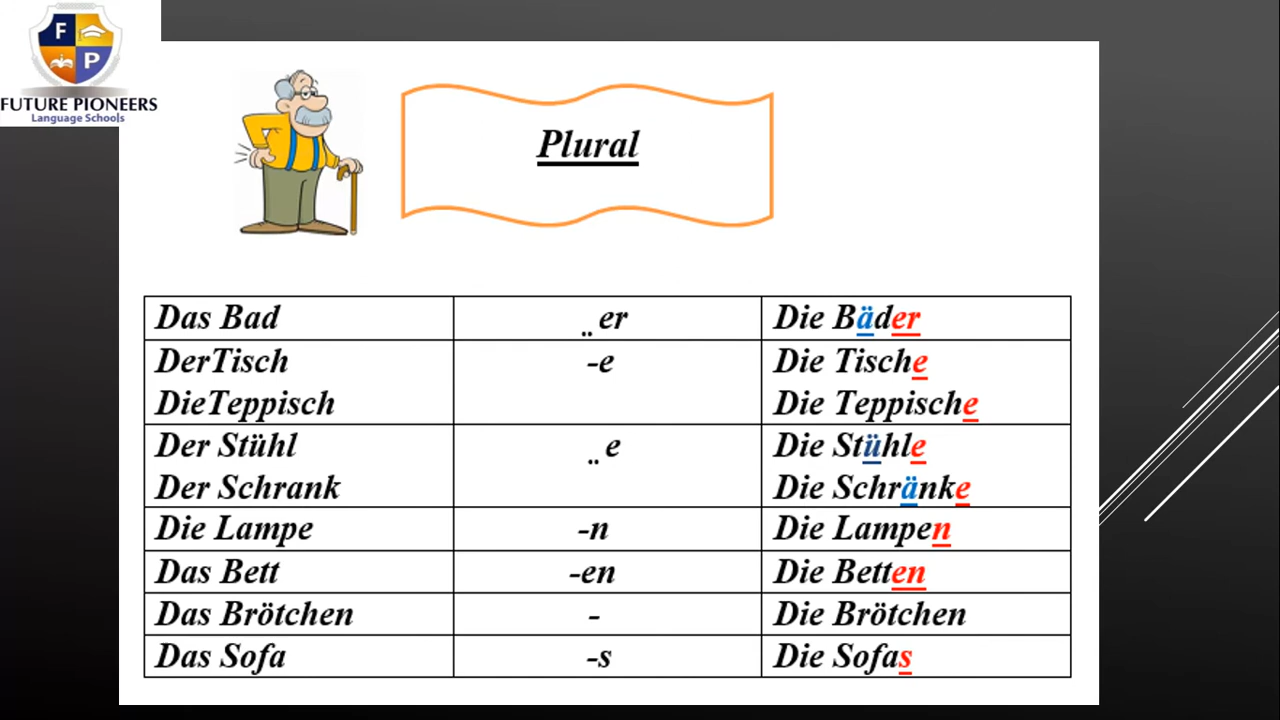 F
P
FUTURE PIONEERS
Language Schools
Plural
Das Bad ¨ er Die Bäder
DerTisch -e Die Tische
DieTeppisch Die Teppische
Der Stühl ¨ e Die Stühle
Der Schrank Die Schränke
Die Lampe -n Die Lampen
Das Bett -en Die Betten
Das Brötchen - Die Brötchen
Das Sofa -s Die Sofas